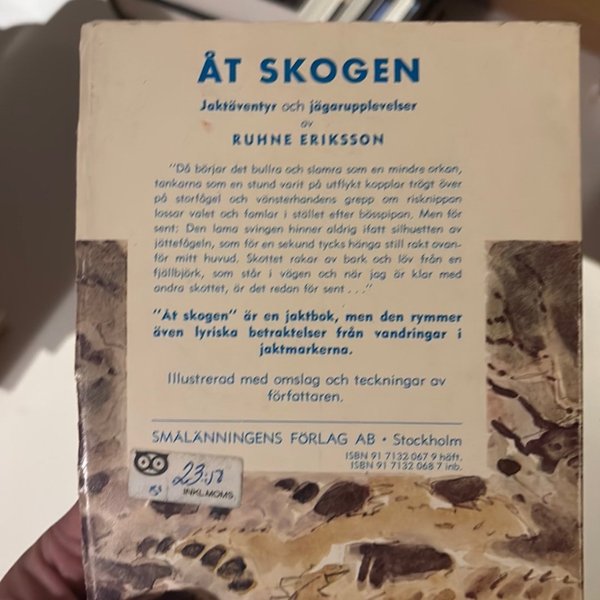 ÅT SKOGEN
Jaktäventyr och jägarupplevelser
av
RUHNE ERIKSSON
"Då börjar det bullra och slamra som en mindre orkan,
tankarna som en stund varit på utflykt kopplar trögt över
på storfågel och vänsterhandens grepp om risknippan
lossar valet och famlar i stället efter bösspipan. Men för
sent: Den lama svingen hinner aldrig ifatt silhuetten av
jättefågeln, som för en sekund tycks hänga still rakt ovan-
för mitt huvud. Skottet rakar av bark och löv från en
fjällbjörk, som står i vägen och när jag är klar med
andra skottet, är det redan för sent . . ."
"Åt skogen" är en jaktbok, men den rymmer
även lyriska betraktelser från vandringar i
jaktmarkerna.
Illustrerad med omslag och teckningar av
författaren.
SMÅLÄNNINGENS FÖRLAG AB • Stockholm
ISBN 91 7132 067 9 häft.
ISBN 91 7132 068 7 inb.
INKL.MOMS